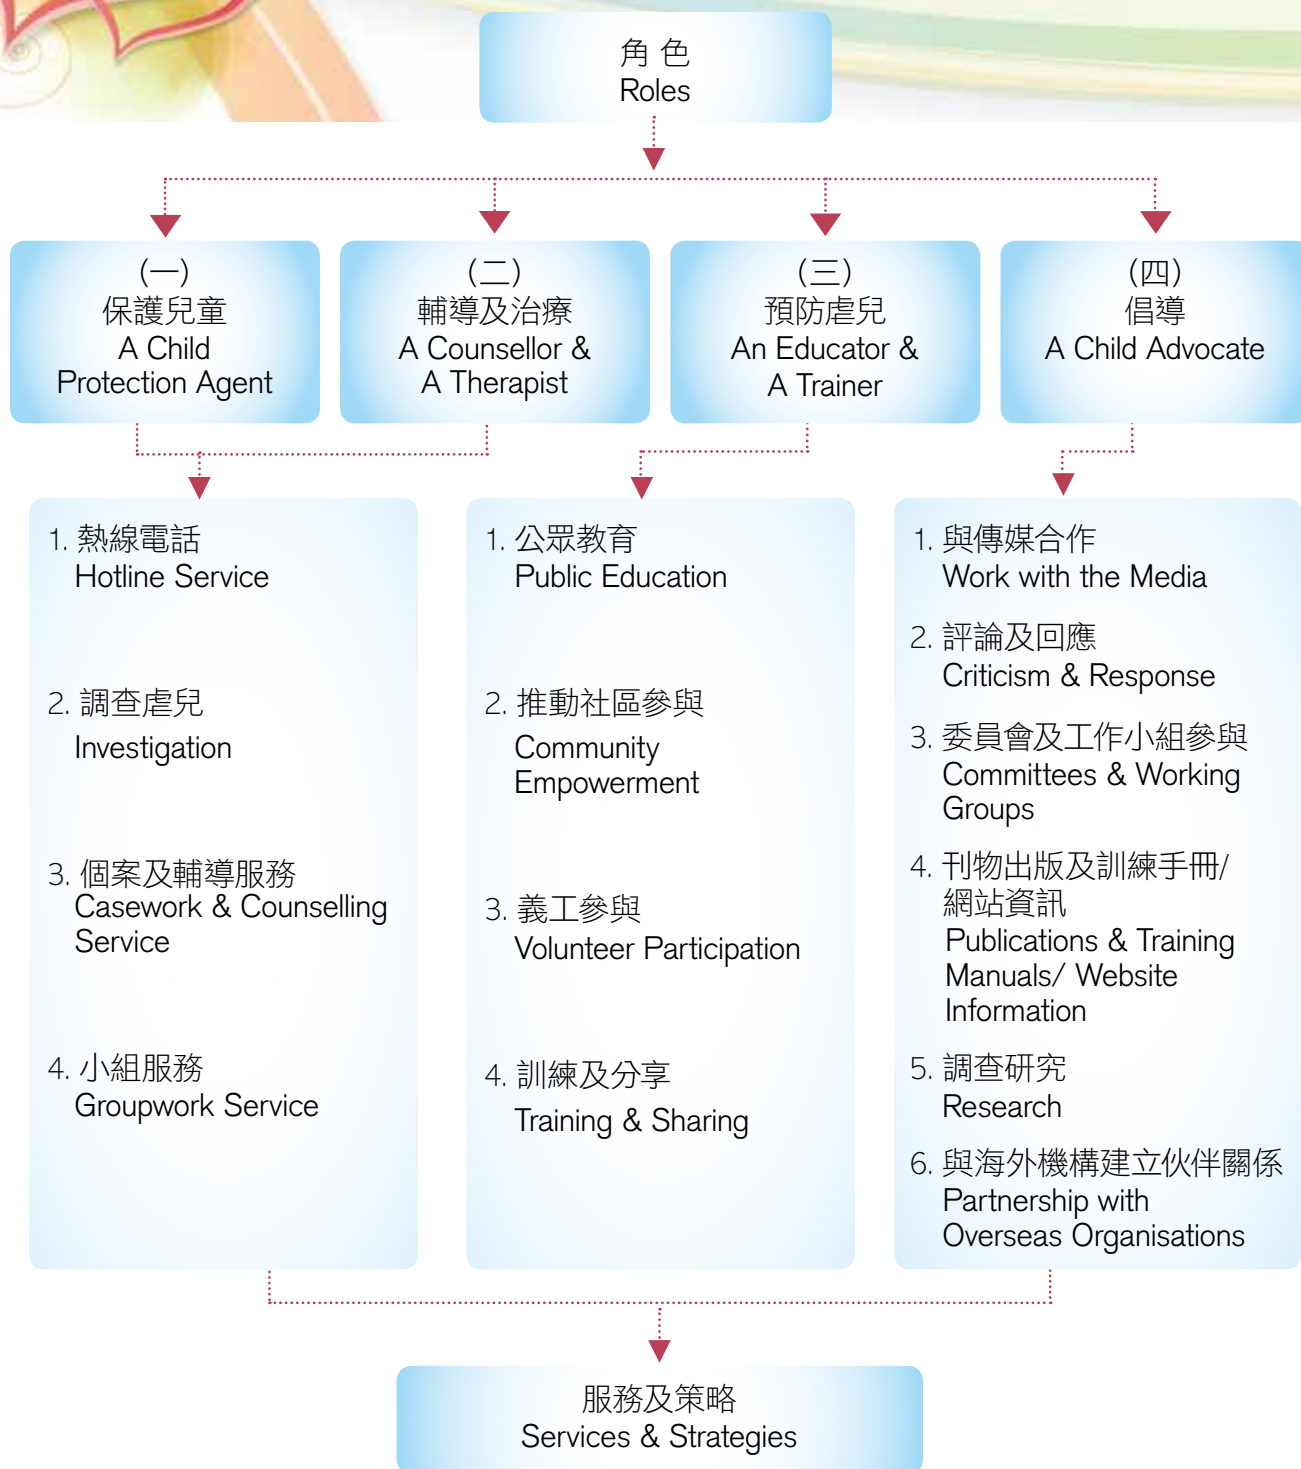 角 色
Roles
(一)
保護兒童
A Child
Protection Agent
(二)
輔導及治療
A Counsellor &
A Therapist
(三)
預防虐兒
An Educator &
A Trainer
(四)
倡導
A Child Advocate
1. 熱線電話
Hotline Service
2. 調查虐兒
Investigation
3. 個案及輔導服務
Casework & Counselling
Service
4. 小組服務
Groupwork Service
1. 公眾教育
Public Education
2. 推動社區參與
Community
Empowerment
3. 義工參與
Volunteer Participation
4. 訓練及分享
Training & Sharing
1. 與傳媒合作
Work with the Media
2. 評論及回應
Criticism & Response
3. 委員會及工作小組參與
Committees & Working
Groups
4. 刊物出版及訓練手冊/
網站資訊
Publications & Training
Manuals/ Website
Information
5. 調查研究
Research
6. 與海外機構建立伙伴關係
Partnership with
Overseas Organisations
服務及策略
Services & Strategies